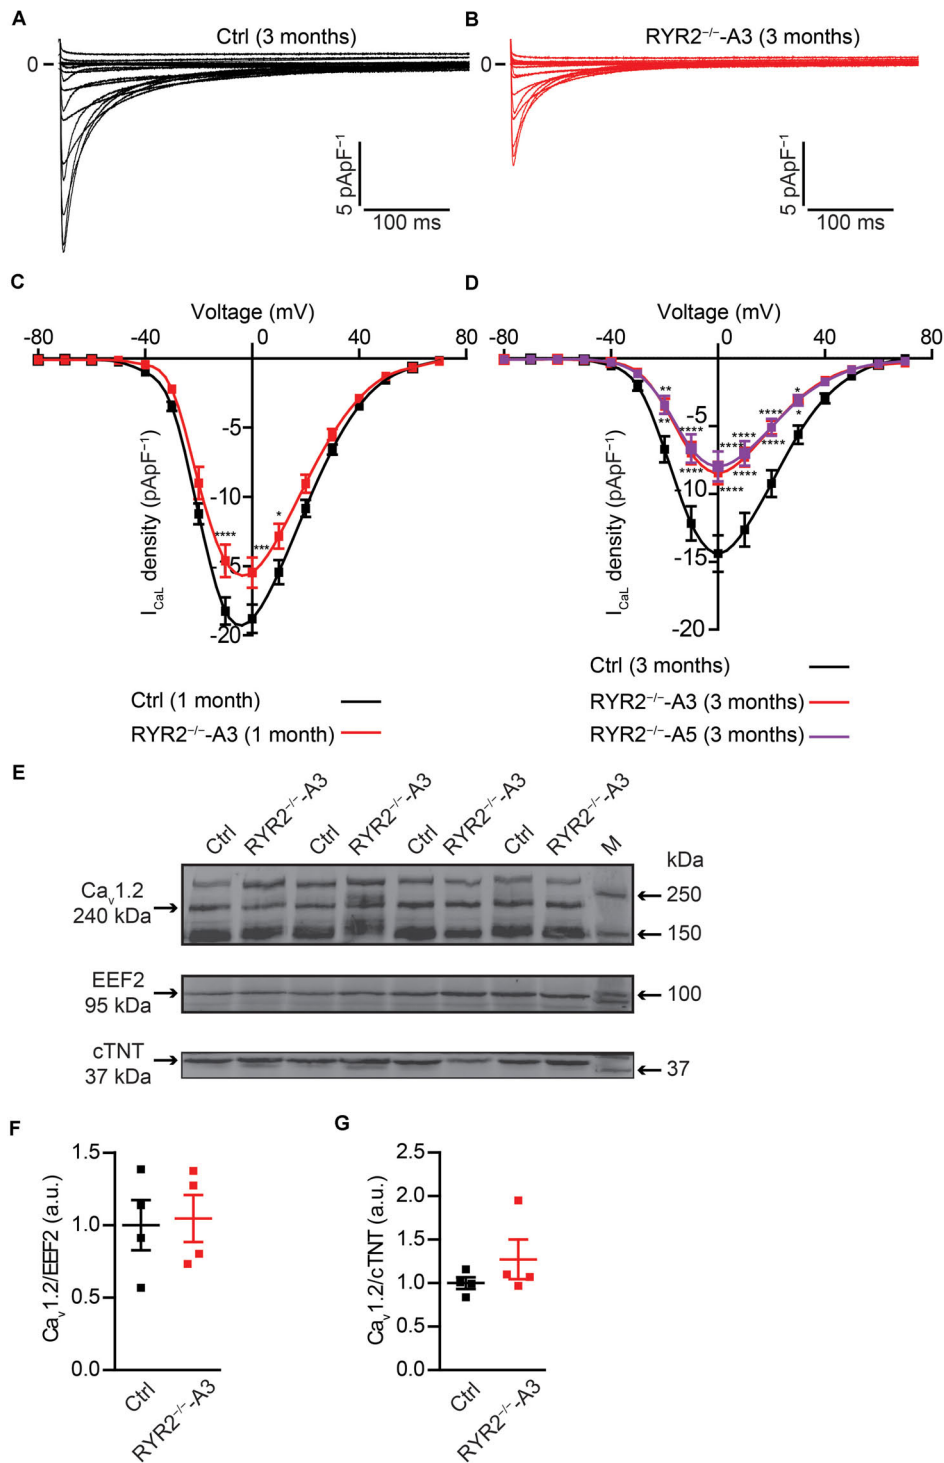 A
Ctrl (3 months)
0
5 pApF⁻¹
100 ms
B
RYR2⁻/⁻-A3 (3 months)
0
5 pApF⁻¹
100 ms
C
Voltage (mV)
-80 -40 0 40 80
-5
-10
-15
-20
I_CaL density (pApF⁻¹)
**** *** *
Ctrl (1 month)
RYR2⁻/⁻-A3 (1 month)
D
Voltage (mV)
-80 -40 0 40 80
-5
-10
-15
-20
I_CaL density (pApF⁻¹)
** **** **** **** **** *
** **** **** **** **** *
Ctrl (3 months)
RYR2⁻/⁻-A3 (3 months)
RYR2⁻/⁻-A5 (3 months)
E
Ctrl RYR2⁻/⁻-A3 Ctrl RYR2⁻/⁻-A3 Ctrl RYR2⁻/⁻-A3 Ctrl RYR2⁻/⁻-A3 M
kDa
Caᵥ1.2
240 kDa
250
150
EEF2
95 kDa
100
cTNT
37 kDa
37
F
Caᵥ1.2/EEF2 (a.u.)
1.5
1.0
0.5
0.0
Ctrl
RYR2⁻/⁻-A3
G
Caᵥ1.2/cTNT (a.u.)
2.5
2.0
1.5
1.0
0.5
0.0
Ctrl
RYR2⁻/⁻-A3